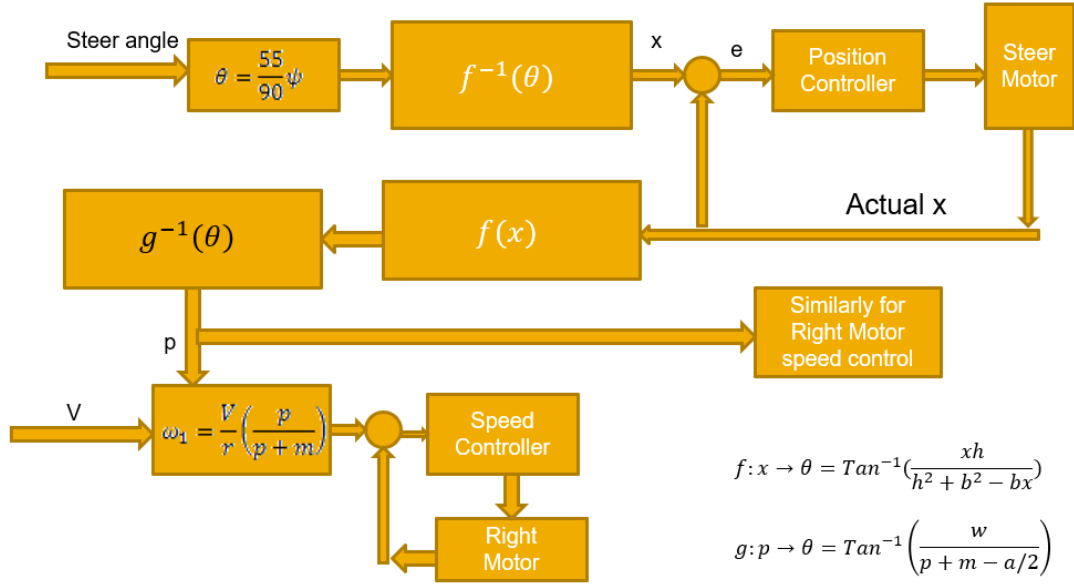 Steer angle
θ = 55/90 ψ
f⁻¹(θ)
x
e
Position
Controller
Steer
Motor
Actual x
f(x)
g⁻¹(θ)
p
Similarly for
Right Motor
speed control
V
ω₁ = V/r (p/(p + m))
Speed
Controller
Right
Motor
f: x → θ = Tan⁻¹(xh/(h² + b² − bx))
g: p → θ = Tan⁻¹(w/(p + m − a/2))